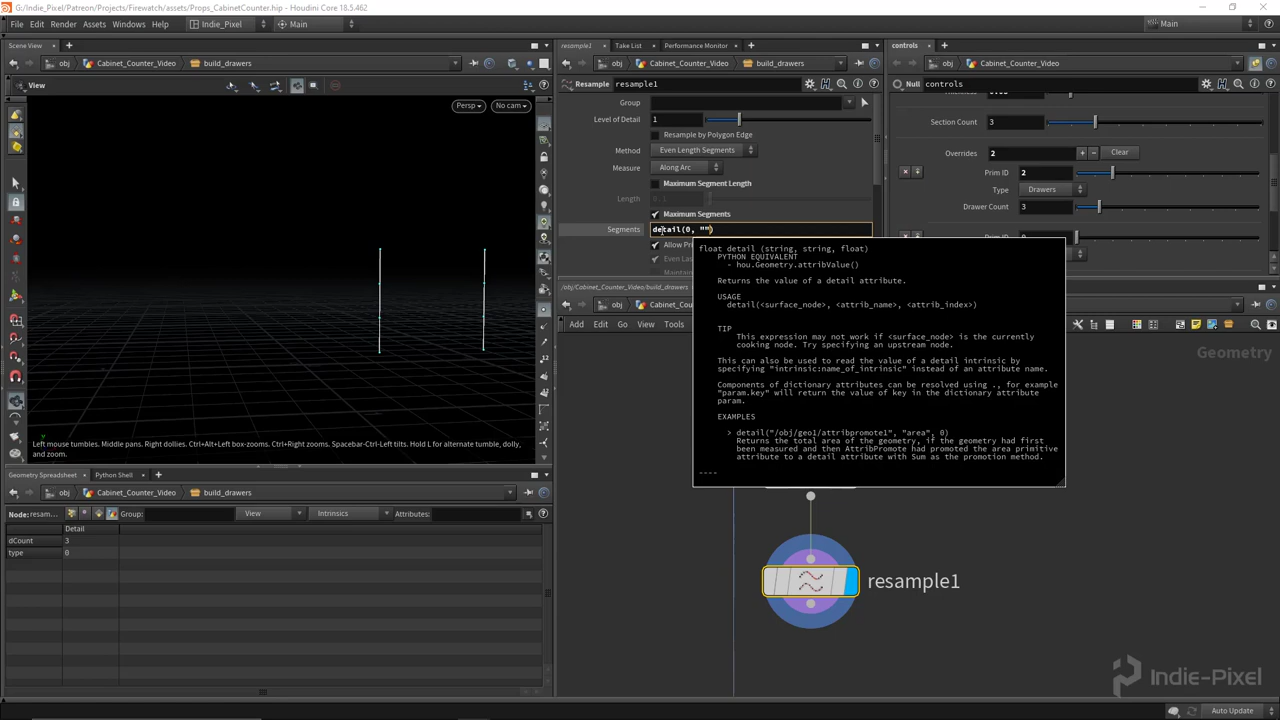 G:/Indie_Pixel/Patreon/Projects/Firewatch/assets/Props_CabinetCounter.hip - Houdini Core 18.5.462
File Edit Render Assets Windows Help Indie_Pixel Main Main
Scene View
obj Cabinet_Counter_Video build_drawers
View
Persp No cam
Left mouse tumbles. Middle pans. Right dollies. Ctrl+Alt+Left box-zooms. Ctrl+Right zooms. Spacebar-Ctrl-Left tilts. Hold L for alternate tumble, dolly,
and zoom.
Geometry Spreadsheet Python Shell
obj Cabinet_Counter_Video build_drawers
Node: resam... Group: View Intrinsics Attributes:
Detail
dCount 3
type 0
resample1 Take List Performance Monitor
obj Cabinet_Counter_Video build_drawers
Resample resample1
Group
Level of Detail 1
Resample by Polygon Edge
Method Even Length Segments
Measure Along Arc
Maximum Segment Length
Length 0.1
Maximum Segments
Segments detail(0, "")
Allow Pr
Even Las
Maintain
float detail (string, string, float)
PYTHON EQUIVALENT
- hou.Geometry.attribValue()
Returns the value of a detail attribute.
USAGE
detail(<surface_node>, <attrib_name>, <attrib_index>)
TIP
This expression may not work if <surface_node> is the currently
cooking node. Try specifying an upstream node.
This can also be used to read the value of a detail intrinsic by
specifying "intrinsic:name_of_intrinsic" instead of an attribute name.
Components of dictionary attributes can be resolved using ., for example
"param.key" will return the value of key in the dictionary attribute
param.
EXAMPLES
> detail("/obj/geo1/attribpromote1", "area", 0)
Returns the total area of the geometry, if the geometry had first
been measured and then AttribPromote had promoted the area primitive
attribute to a detail attribute with Sum as the promotion method.
----
controls
obj Cabinet_Counter_Video
Null controls
Section Count 3
Overrides 2 + - Clear
Prim ID 2
Type Drawers
Drawer Count 3
/obj/Cabinet_Counter_Video/build_drawers
obj Cabinet_Cou
Add Edit Go View Tools
Geometry
resample1
Indie-Pixel
Auto Update